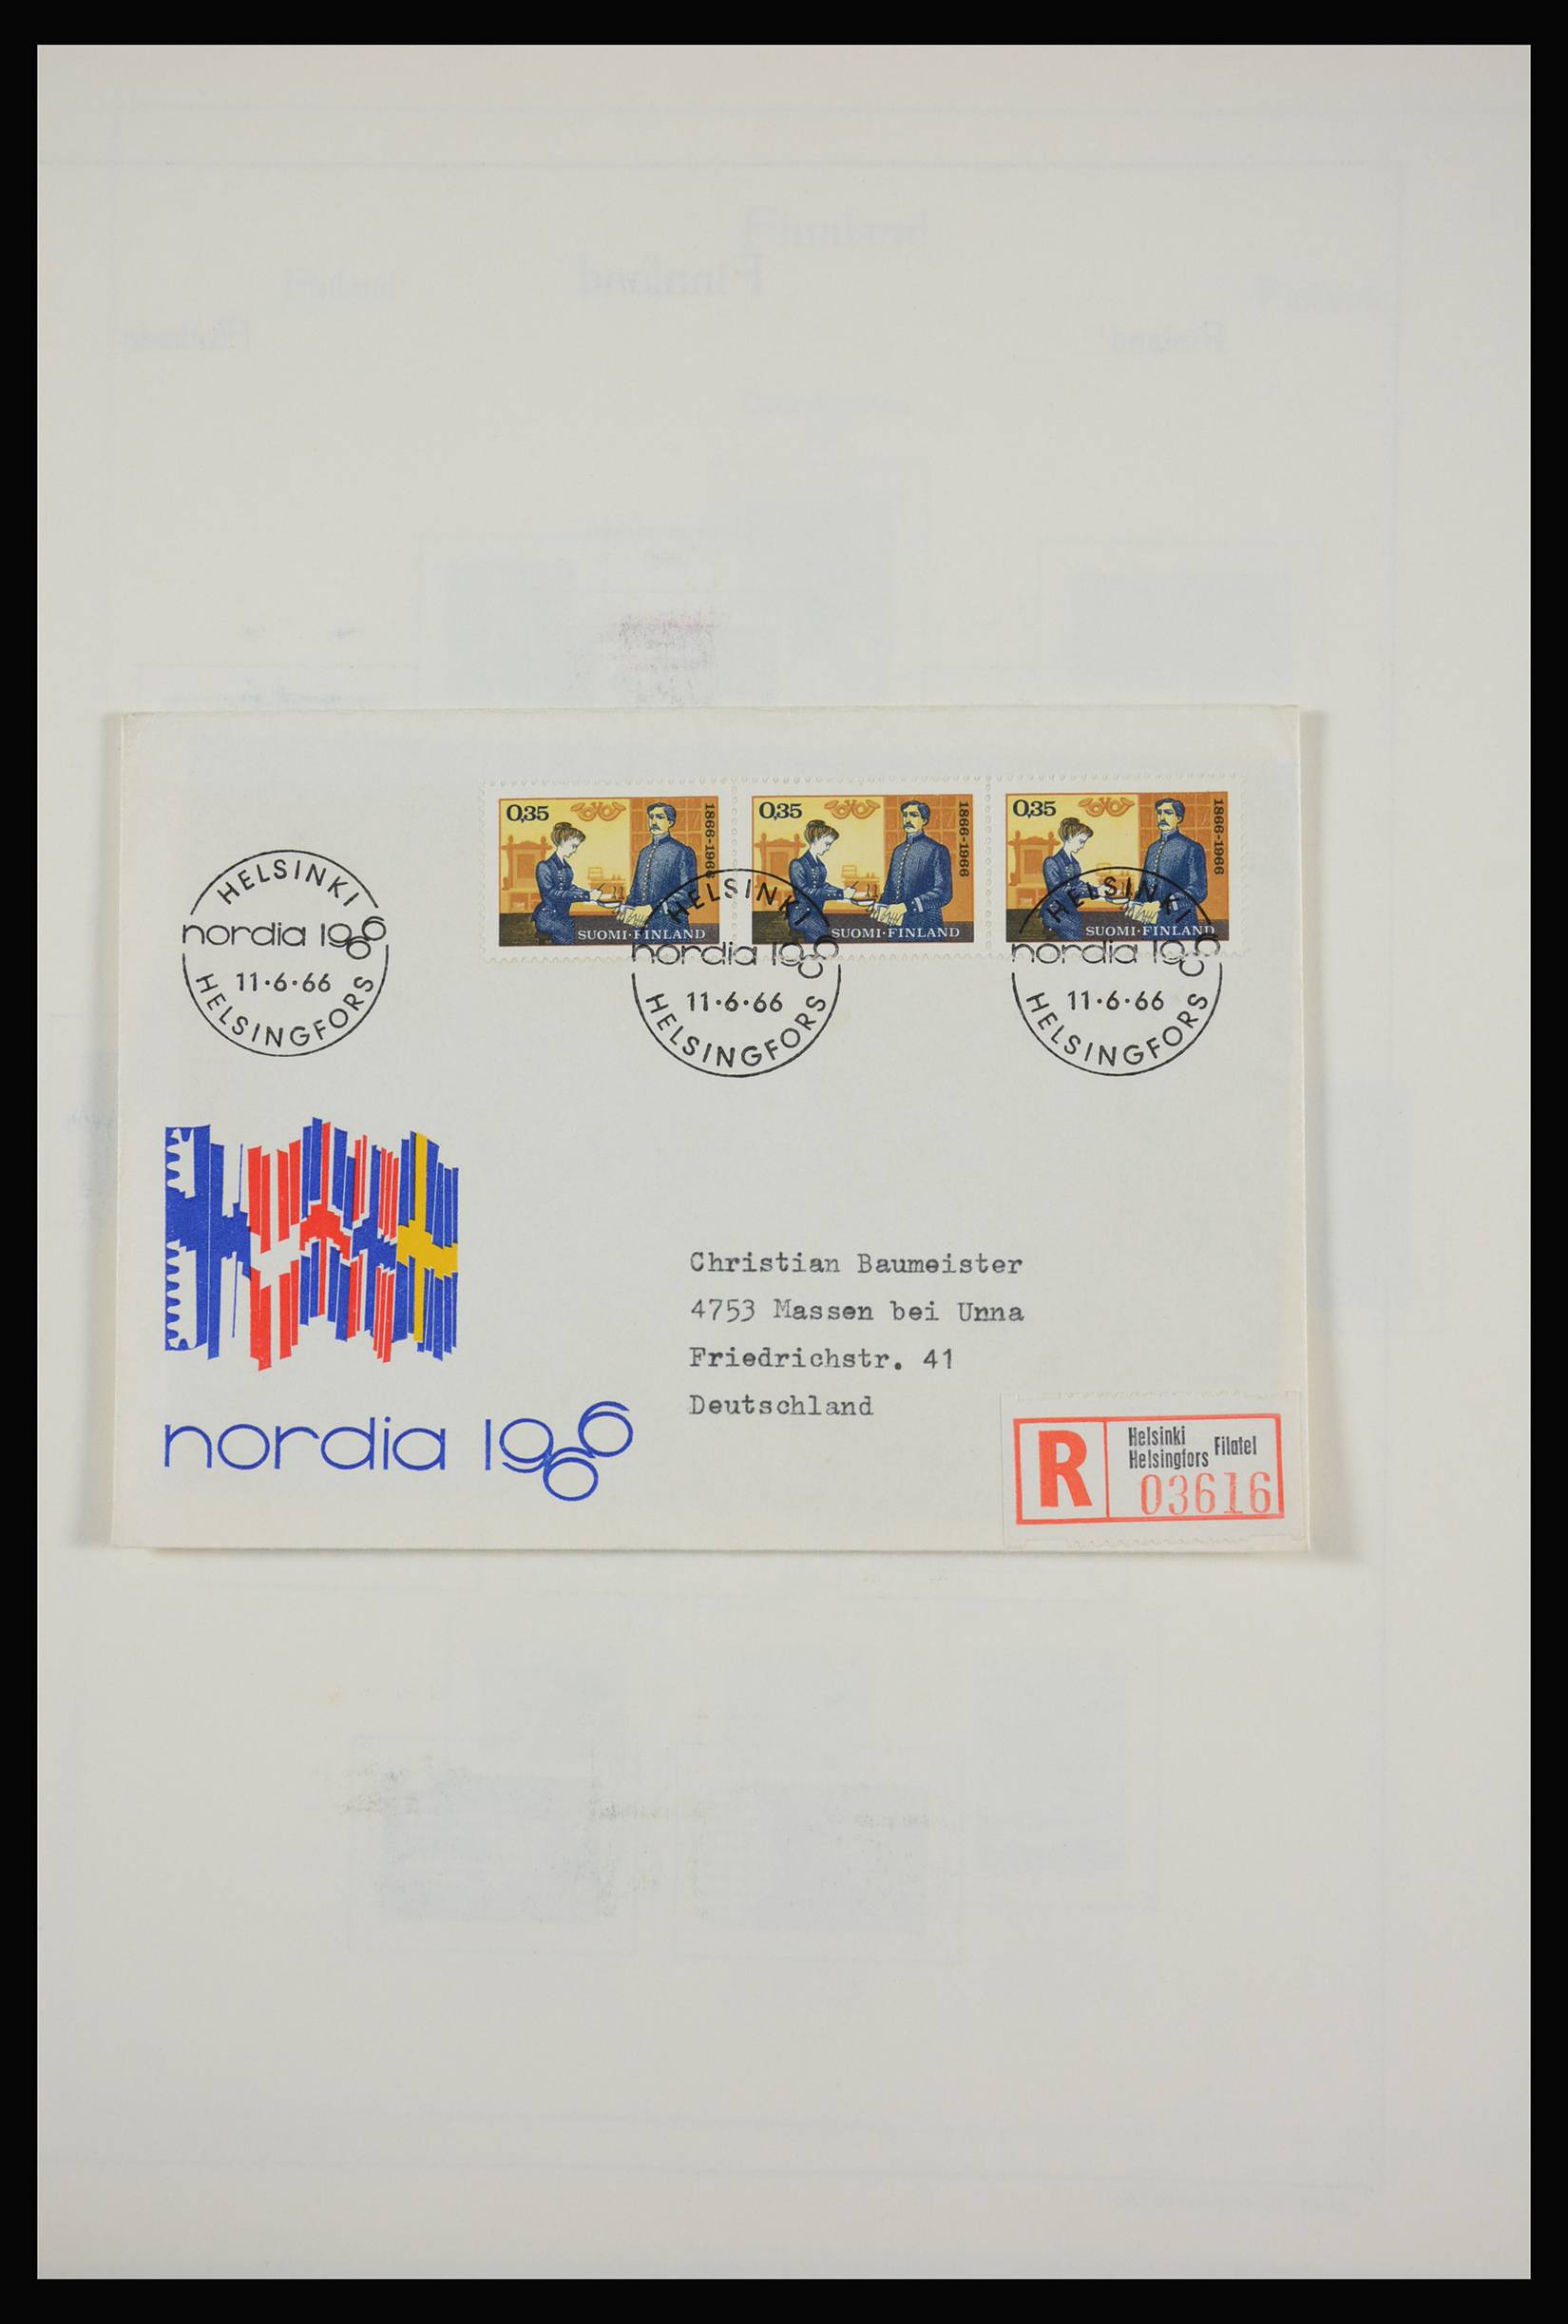 0,35
1866-1966
SUOMI·FINLAND
0,35
1866-1966
SUOMI·FINLAND
0,35
1866-1966
SUOMI·FINLAND
HELSINKI
nordia 1966
11·6·66
HELSINGFORS
HELSINKI
nordia 1966
11·6·66
HELSINGFORS
HELSINKI
nordia 1966
11·6·66
HELSINGFORS
Christian Baumeister
4753 Massen bei Unna
Friedrichstr. 41
Deutschland
nordia 1966
R
Helsinki
Helsingfors Filatel
03616